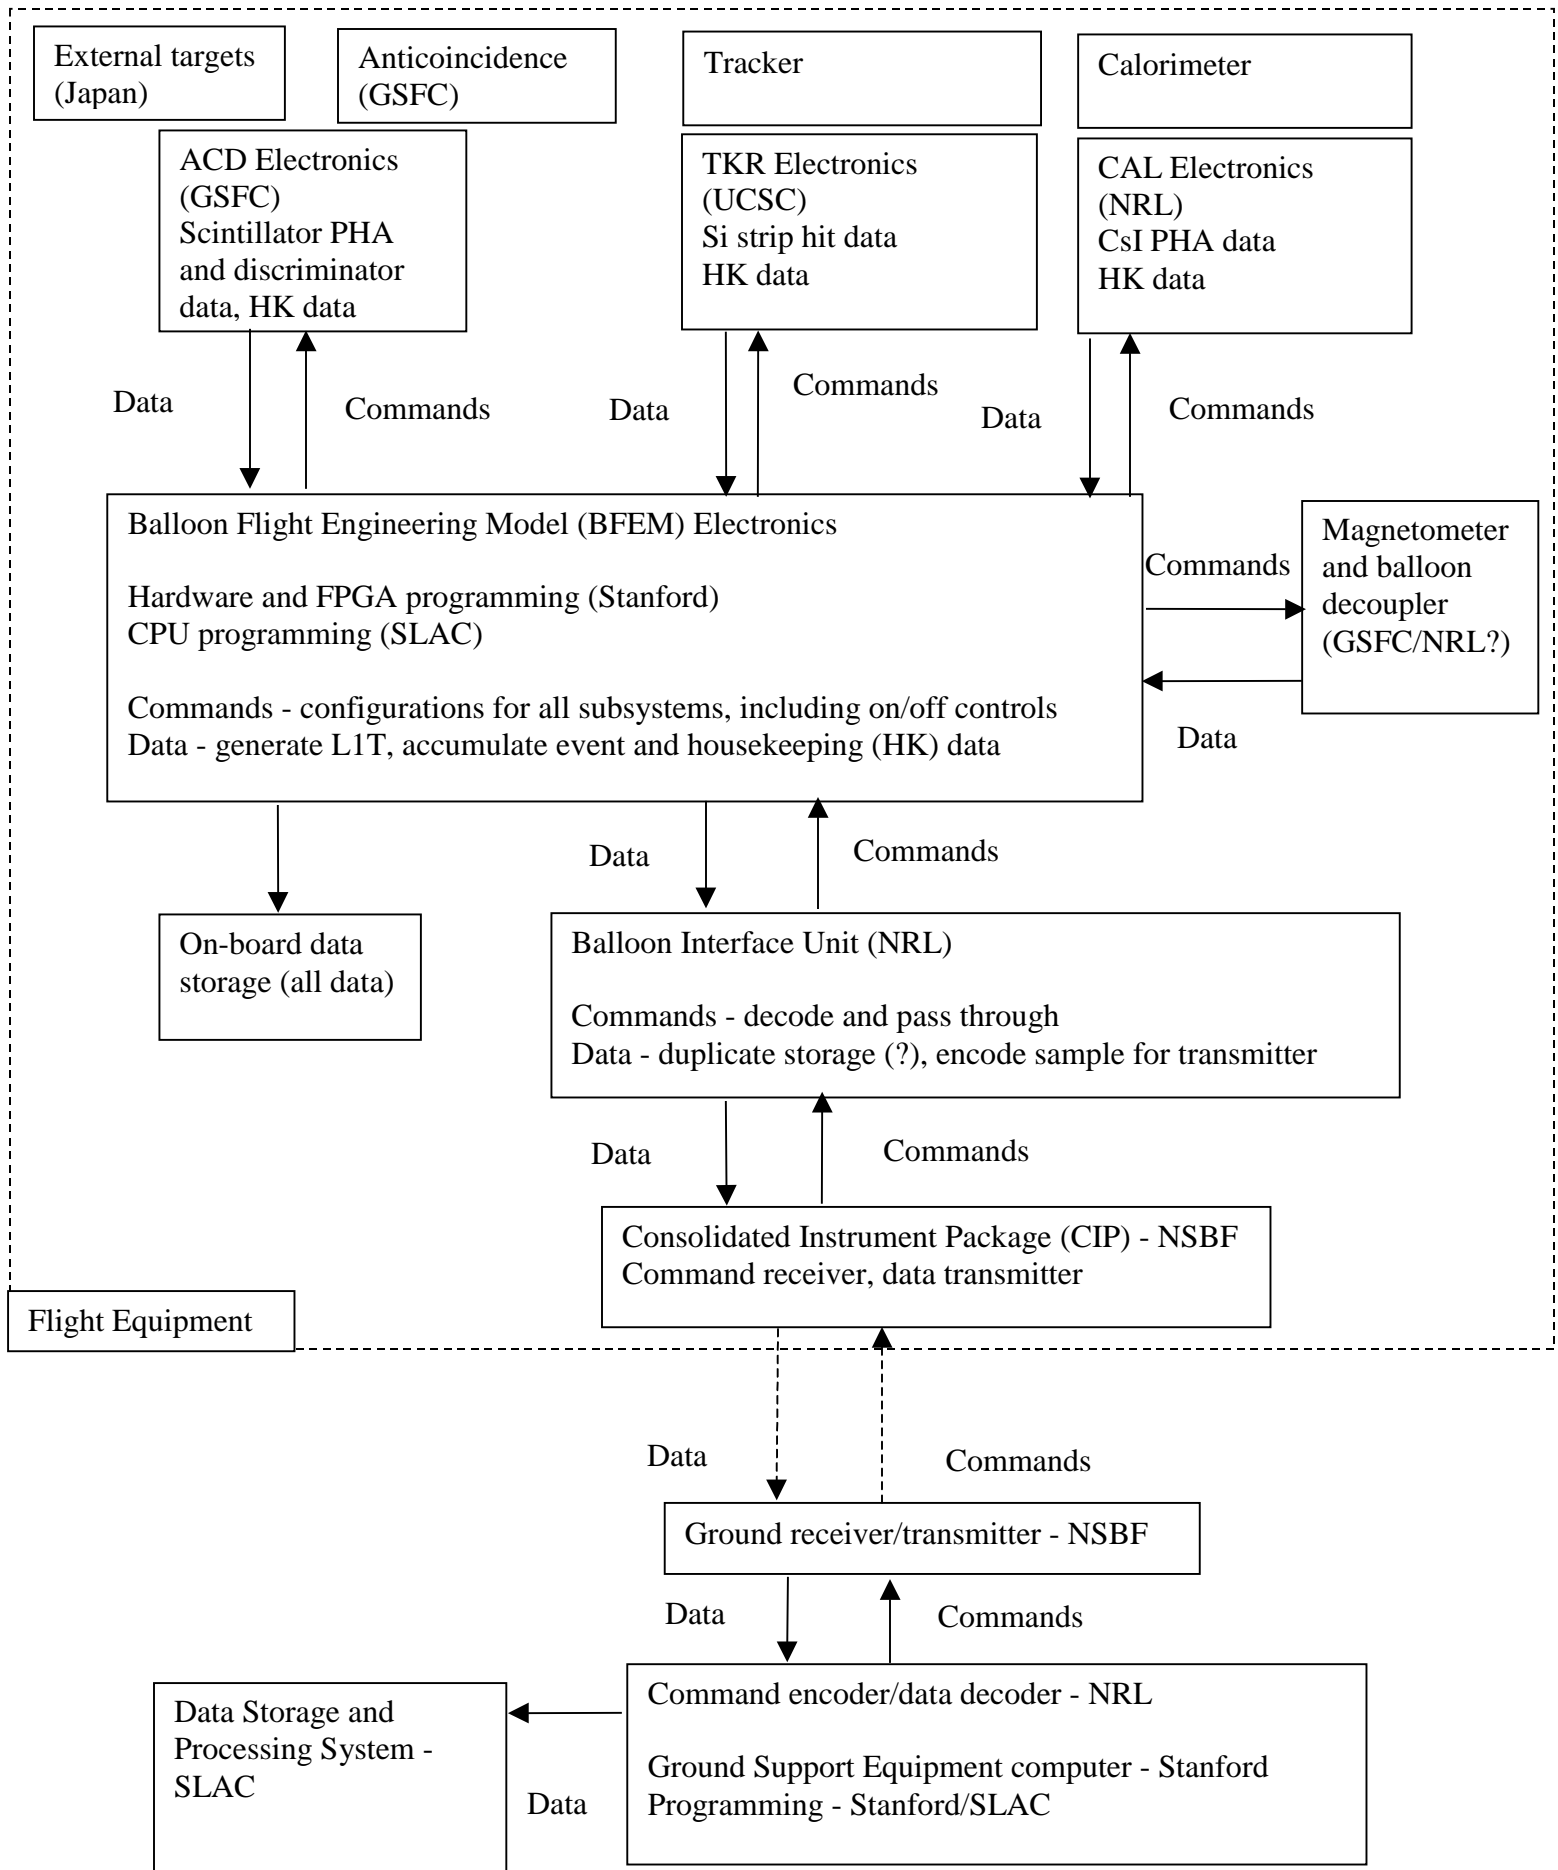 External targets
(Japan)
Anticoincidence
(GSFC)
Tracker
Calorimeter
ACD Electronics
(GSFC)
Scintillator PHA
and discriminator
data, HK data
TKR Electronics
(UCSC)
Si strip hit data
HK data
CAL Electronics
(NRL)
CsI PHA data
HK data
Data
Commands
Data
Commands
Data
Commands
Balloon Flight Engineering Model (BFEM) Electronics
Hardware and FPGA programming (Stanford)
CPU programming (SLAC)
Commands - configurations for all subsystems, including on/off controls
Data - generate L1T, accumulate event and housekeeping (HK) data
Commands
Magnetometer
and balloon
decoupler
(GSFC/NRL?)
Data
Data
Commands
On-board data
storage (all data)
Balloon Interface Unit (NRL)
Commands - decode and pass through
Data - duplicate storage (?), encode sample for transmitter
Data
Commands
Consolidated Instrument Package (CIP) - NSBF
Command receiver, data transmitter
Flight Equipment
Data
Commands
Ground receiver/transmitter - NSBF
Data
Commands
Command encoder/data decoder - NRL
Ground Support Equipment computer - Stanford
Programming - Stanford/SLAC
Data Storage and
Processing System -
SLAC
Data